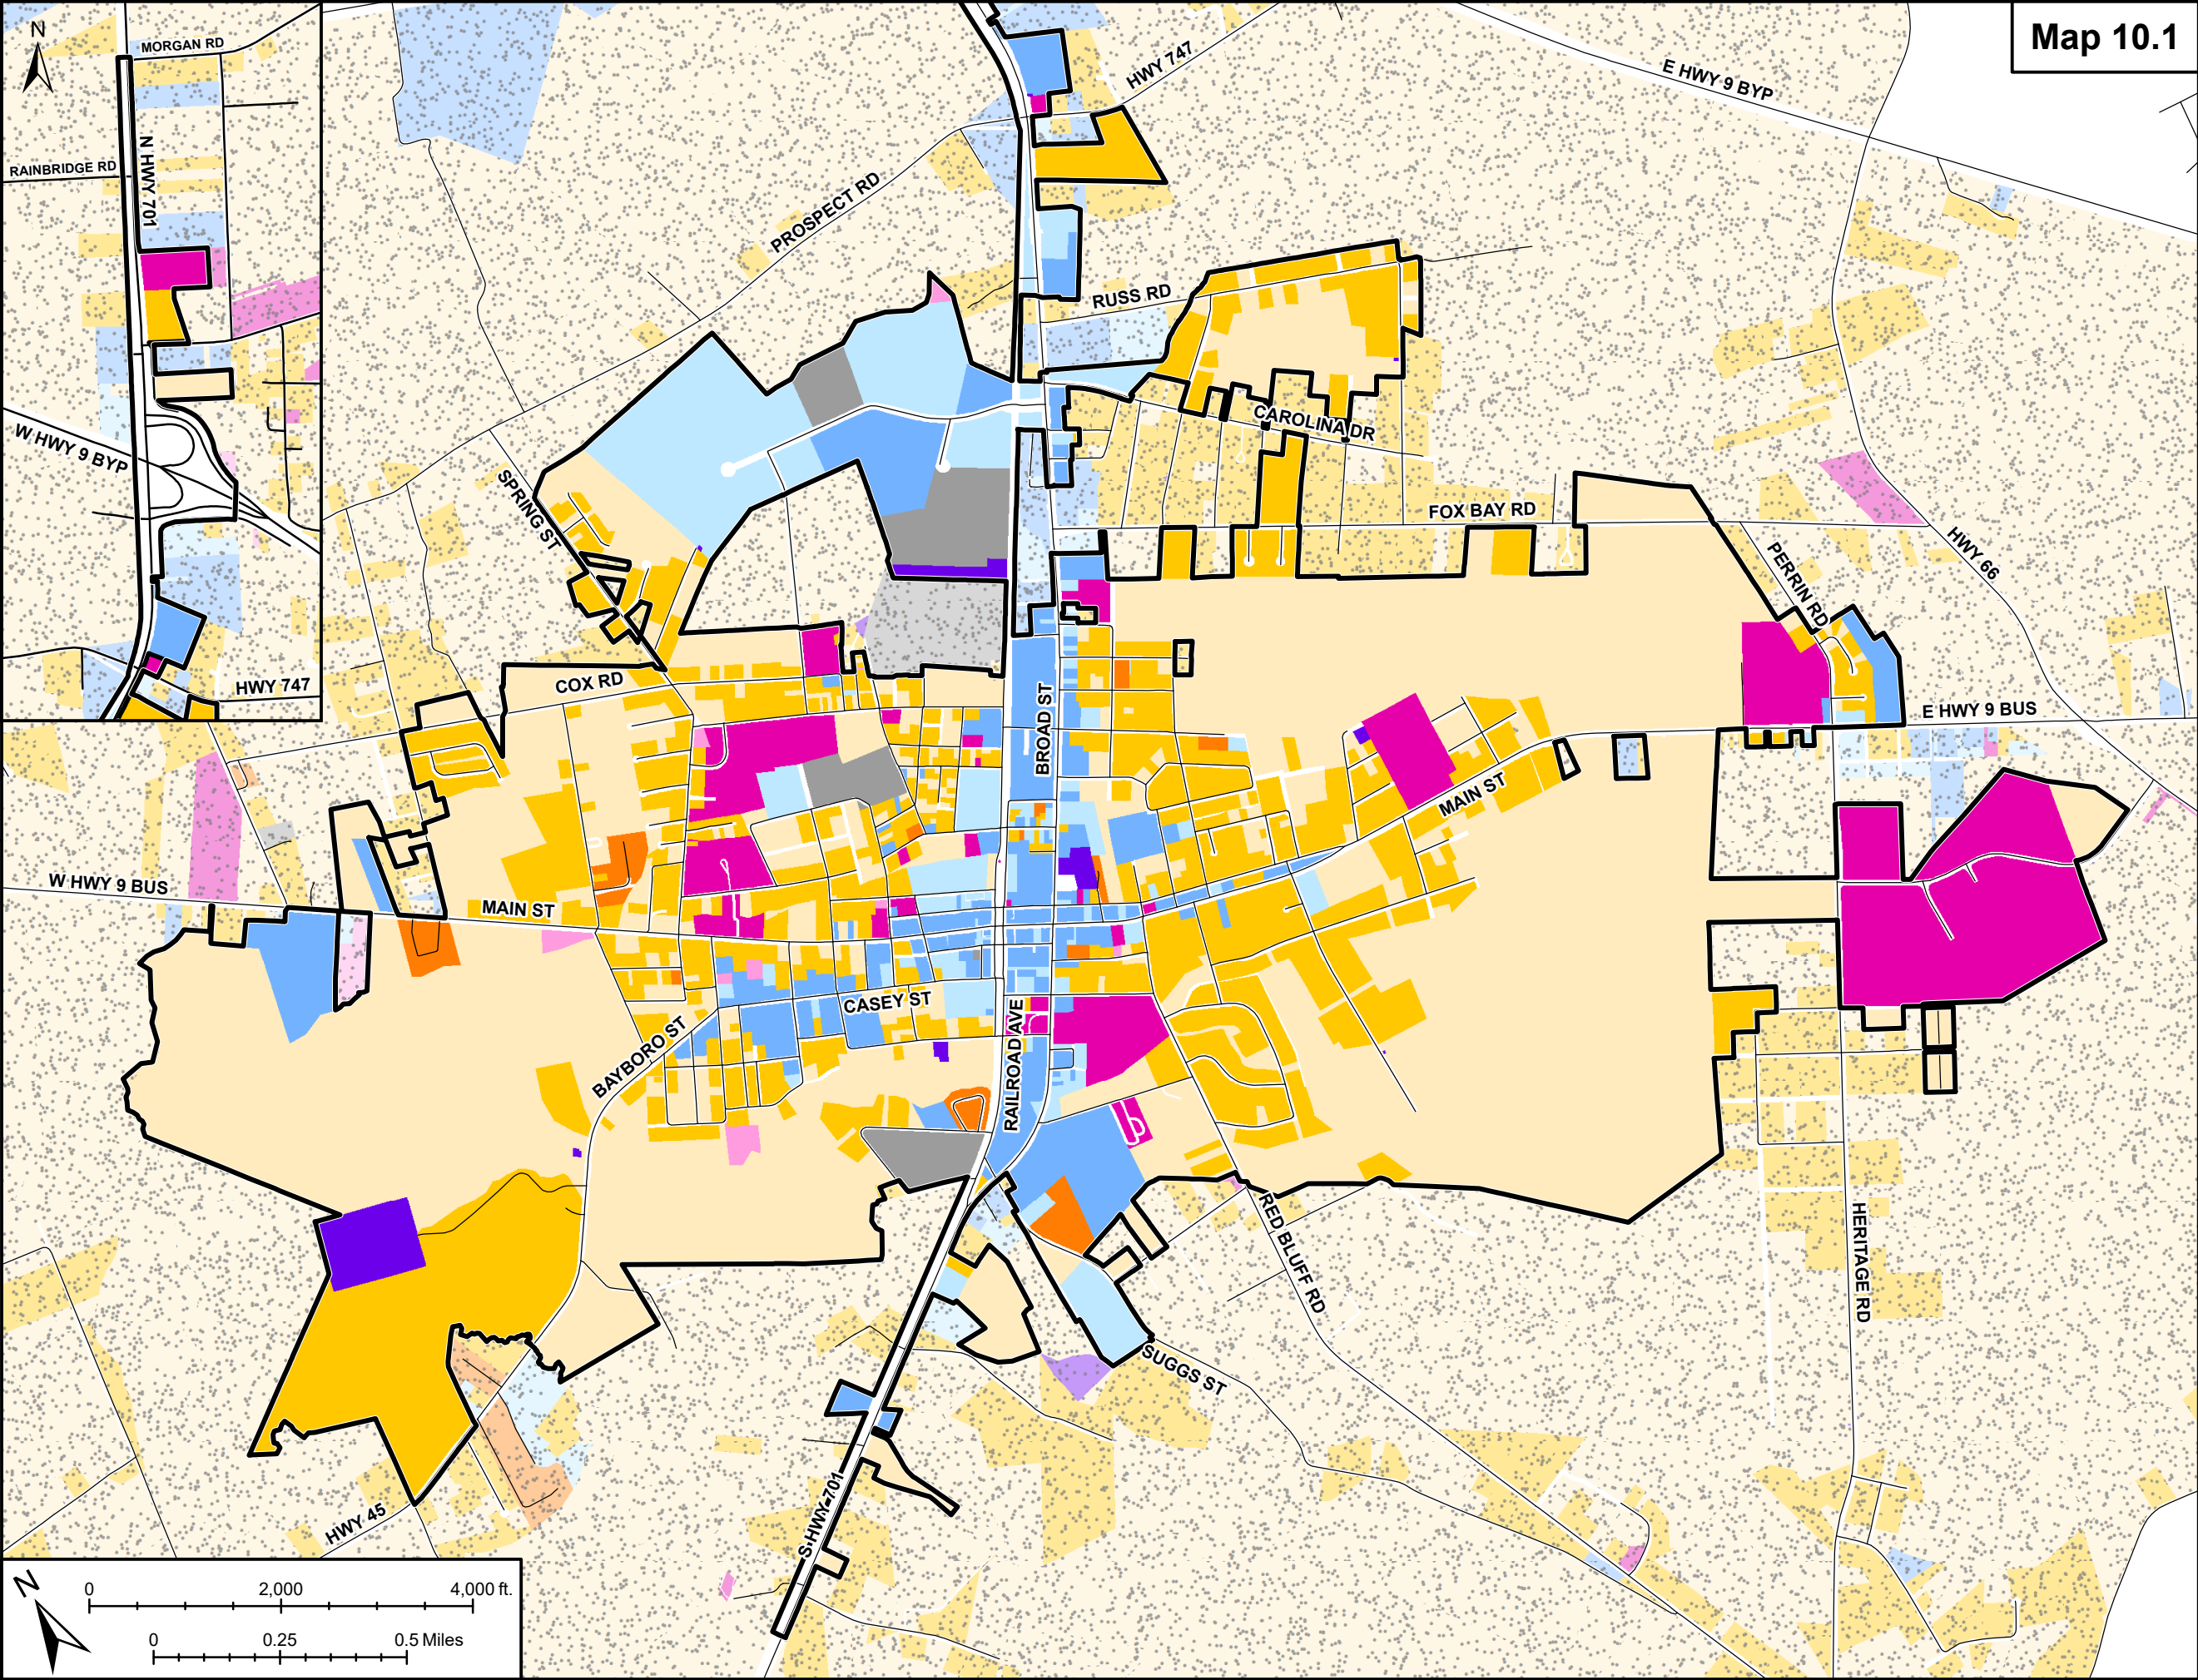 Map 10.1
N
MORGAN RD
N HWY 701
RAINBRIDGE RD
W HWY 9 BYP
HWY 747
HWY 747
E HWY 9 BYP
PROSPECT RD
RUSS RD
CAROLINA DR
SPRING ST
FOX BAY RD
PERRIN RD
HWY 66
COX RD
BROAD ST
E HWY 9 BUS
MAIN ST
W HWY 9 BUS
MAIN ST
CASEY ST
BAYBORO ST
RAILROAD AVE
RED BLUFF RD
HERITAGE RD
SUGGS ST
S HWY 701
HWY 45
N
0 2,000 4,000 ft.
0 0.25 0.5 Miles